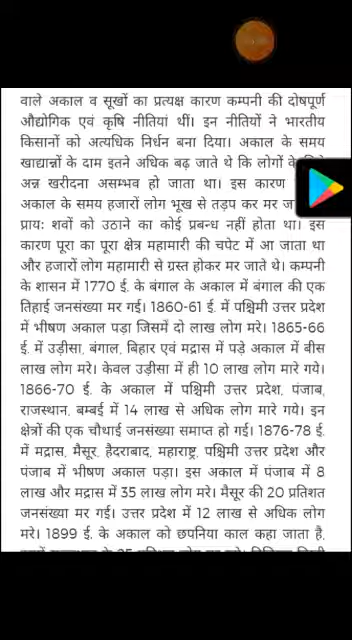 वाले अकाल व सूखों का प्रत्यक्ष कारण कम्पनी की दोषपूर्ण
औद्योगिक एवं कृषि नीतियां थीं। इन नीतियों ने भारतीय
किसानों को अत्यधिक निर्धन बना दिया। अकाल के समय
खाद्यान्नों के दाम इतने अधिक बढ़ जाते थे कि लोगों के
अन्न खरीदना असम्भव हो जाता था। इस कारण
अकाल के समय हजारों लोग भूख से तड़प कर मर
प्रायः शवों को उठाने का कोई प्रबन्ध नहीं होता था। इस
कारण पूरा का पूरा क्षेत्र महामारी की चपेट में आ जाता था
और हजारों लोग महामारी से ग्रस्त होकर मर जाते थे। कम्पनी
के शासन में 1770 ई. के बंगाल के अकाल में बंगाल की एक
तिहाई जनसंख्या मर गई। 1860-61 ई. में पश्चिमी उत्तर प्रदेश
में भीषण अकाल पड़ा जिसमें दो लाख लोग मरे। 1865-66
ई. में उड़ीसा, बंगाल, बिहार एवं मद्रास में पड़े अकाल में बीस
लाख लोग मरे। केवल उड़ीसा में ही 10 लाख लोग मारे गये।
1866-70 ई. के अकाल में पश्चिमी उत्तर प्रदेश, पंजाब,
राजस्थान, बम्बई में 14 लाख से अधिक लोग मारे गये। इन
क्षेत्रों की एक चौथाई जनसंख्या समाप्त हो गई। 1876-78 ई.
में मद्रास, मैसूर, हैदराबाद, महाराष्ट्र, पश्चिमी उत्तर प्रदेश और
पंजाब में भीषण अकाल पड़ा। इस अकाल में पंजाब में 8
लाख और मद्रास में 35 लाख लोग मरे। मैसूर की 20 प्रतिशत
जनसंख्या मर गई। उत्तर प्रदेश में 12 लाख से अधिक लोग
मरे। 1899 ई. के अकाल को छपनिया काल कहा जाता है,